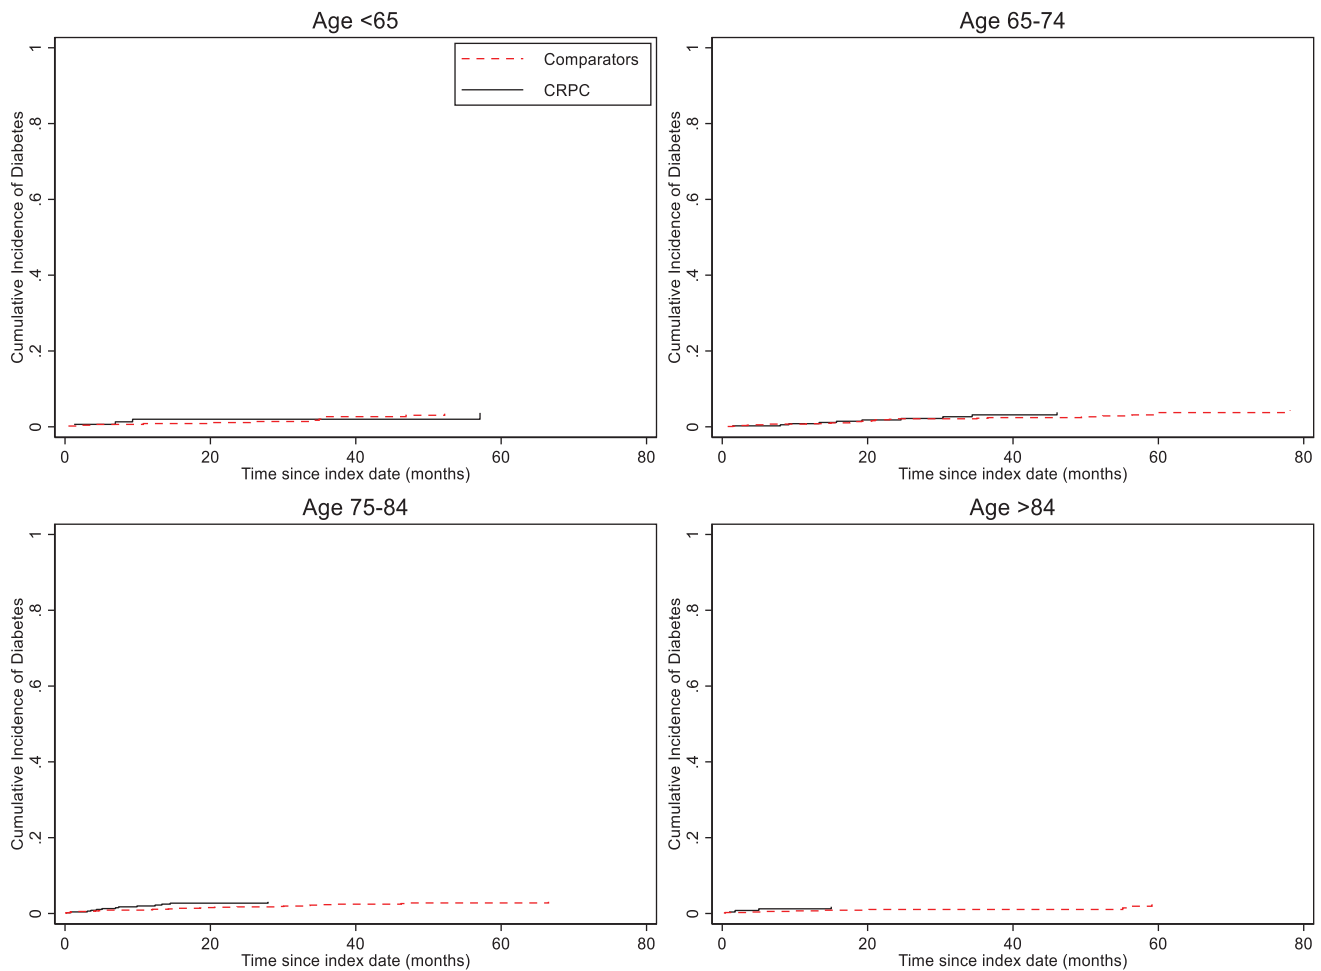 Age <65
Cumulative Incidence of Diabetes
1
.8
.6
.4
.2
0
Comparators
CRPC
0 20 40 60 80
Time since index date (months)
Age 65-74
Cumulative Incidence of Diabetes
1
.8
.6
.4
.2
0
0 20 40 60 80
Time since index date (months)
Age 75-84
Cumulative Incidence of Diabetes
1
.8
.6
.4
.2
0
0 20 40 60 80
Time since index date (months)
Age >84
Cumulative Incidence of Diabetes
1
.8
.6
.4
.2
0
0 20 40 60 80
Time since index date (months)